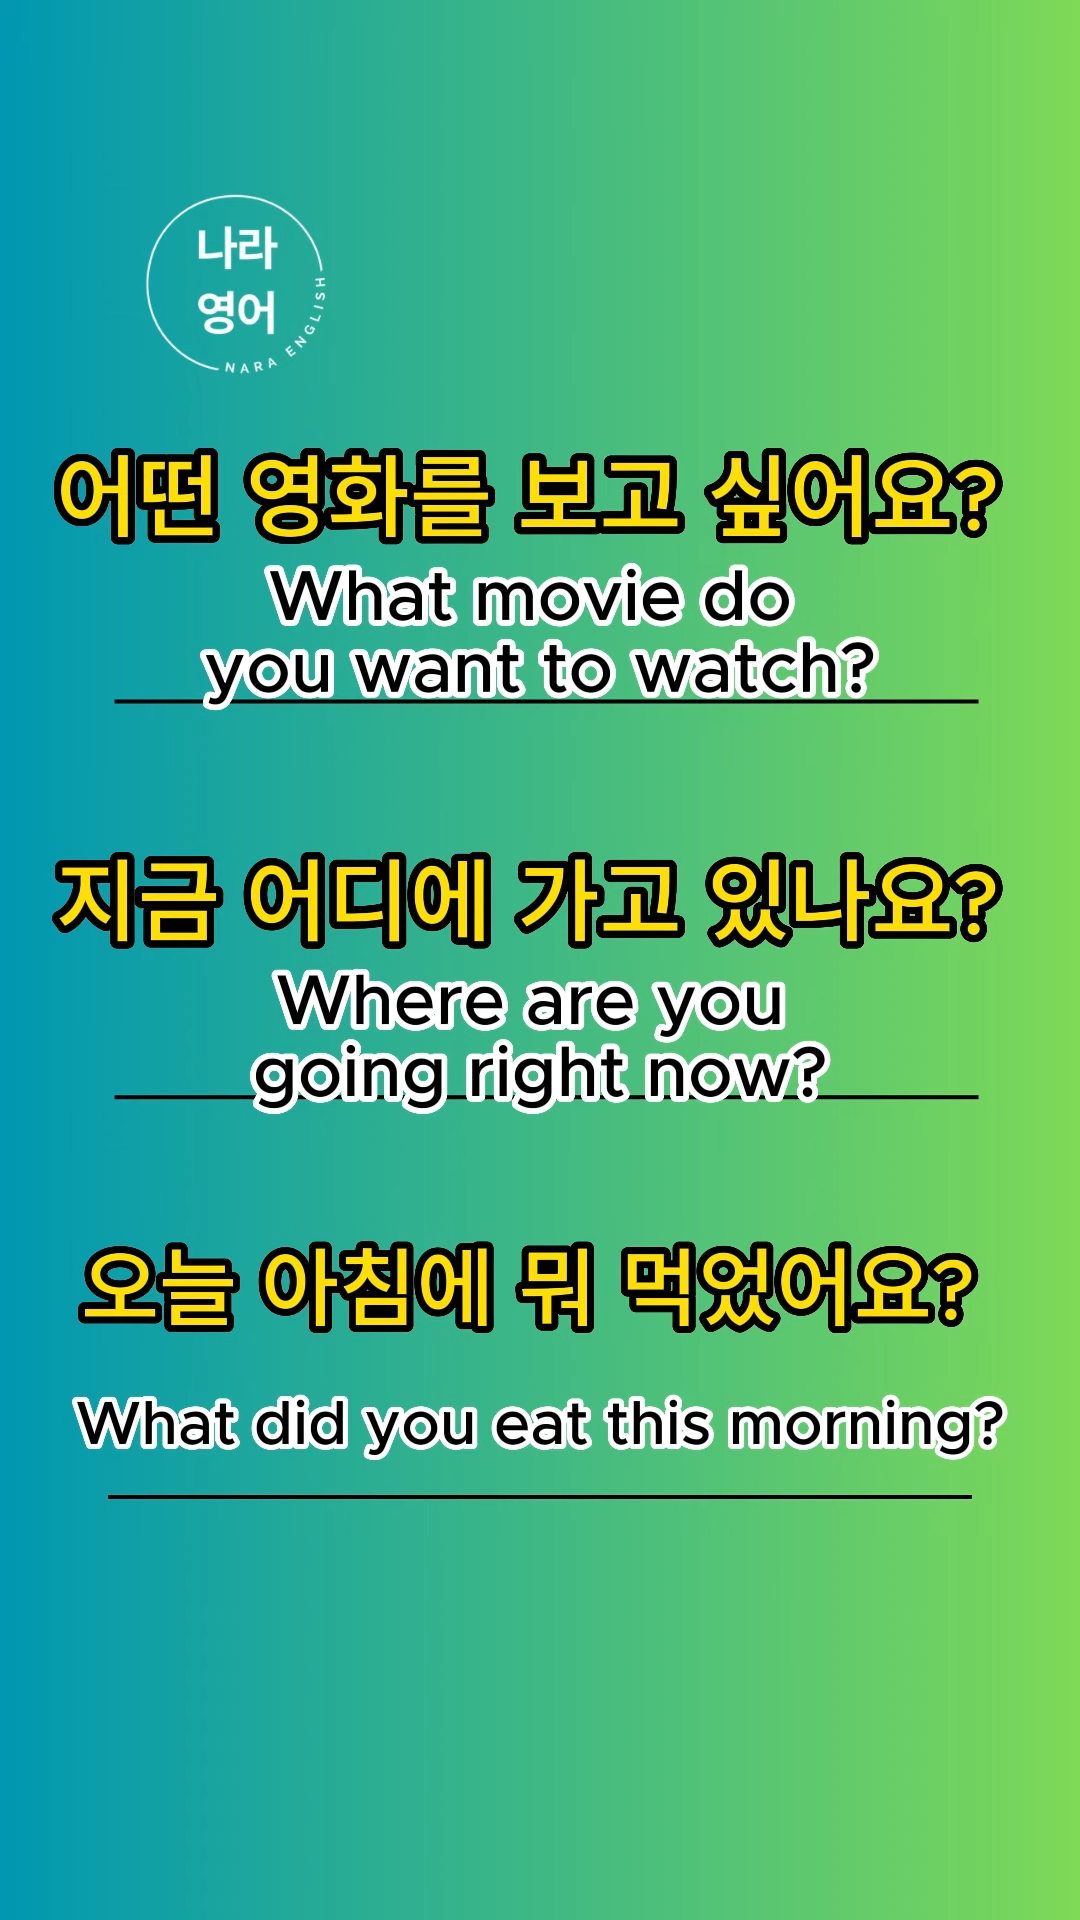 나라
영어
NARA ENGLISH
어떤 영화를 보고 싶어요?
What movie do
you want to watch?
지금 어디에 가고 있나요?
Where are you
going right now?
오늘 아침에 뭐 먹었어요?
What did you eat this morning?